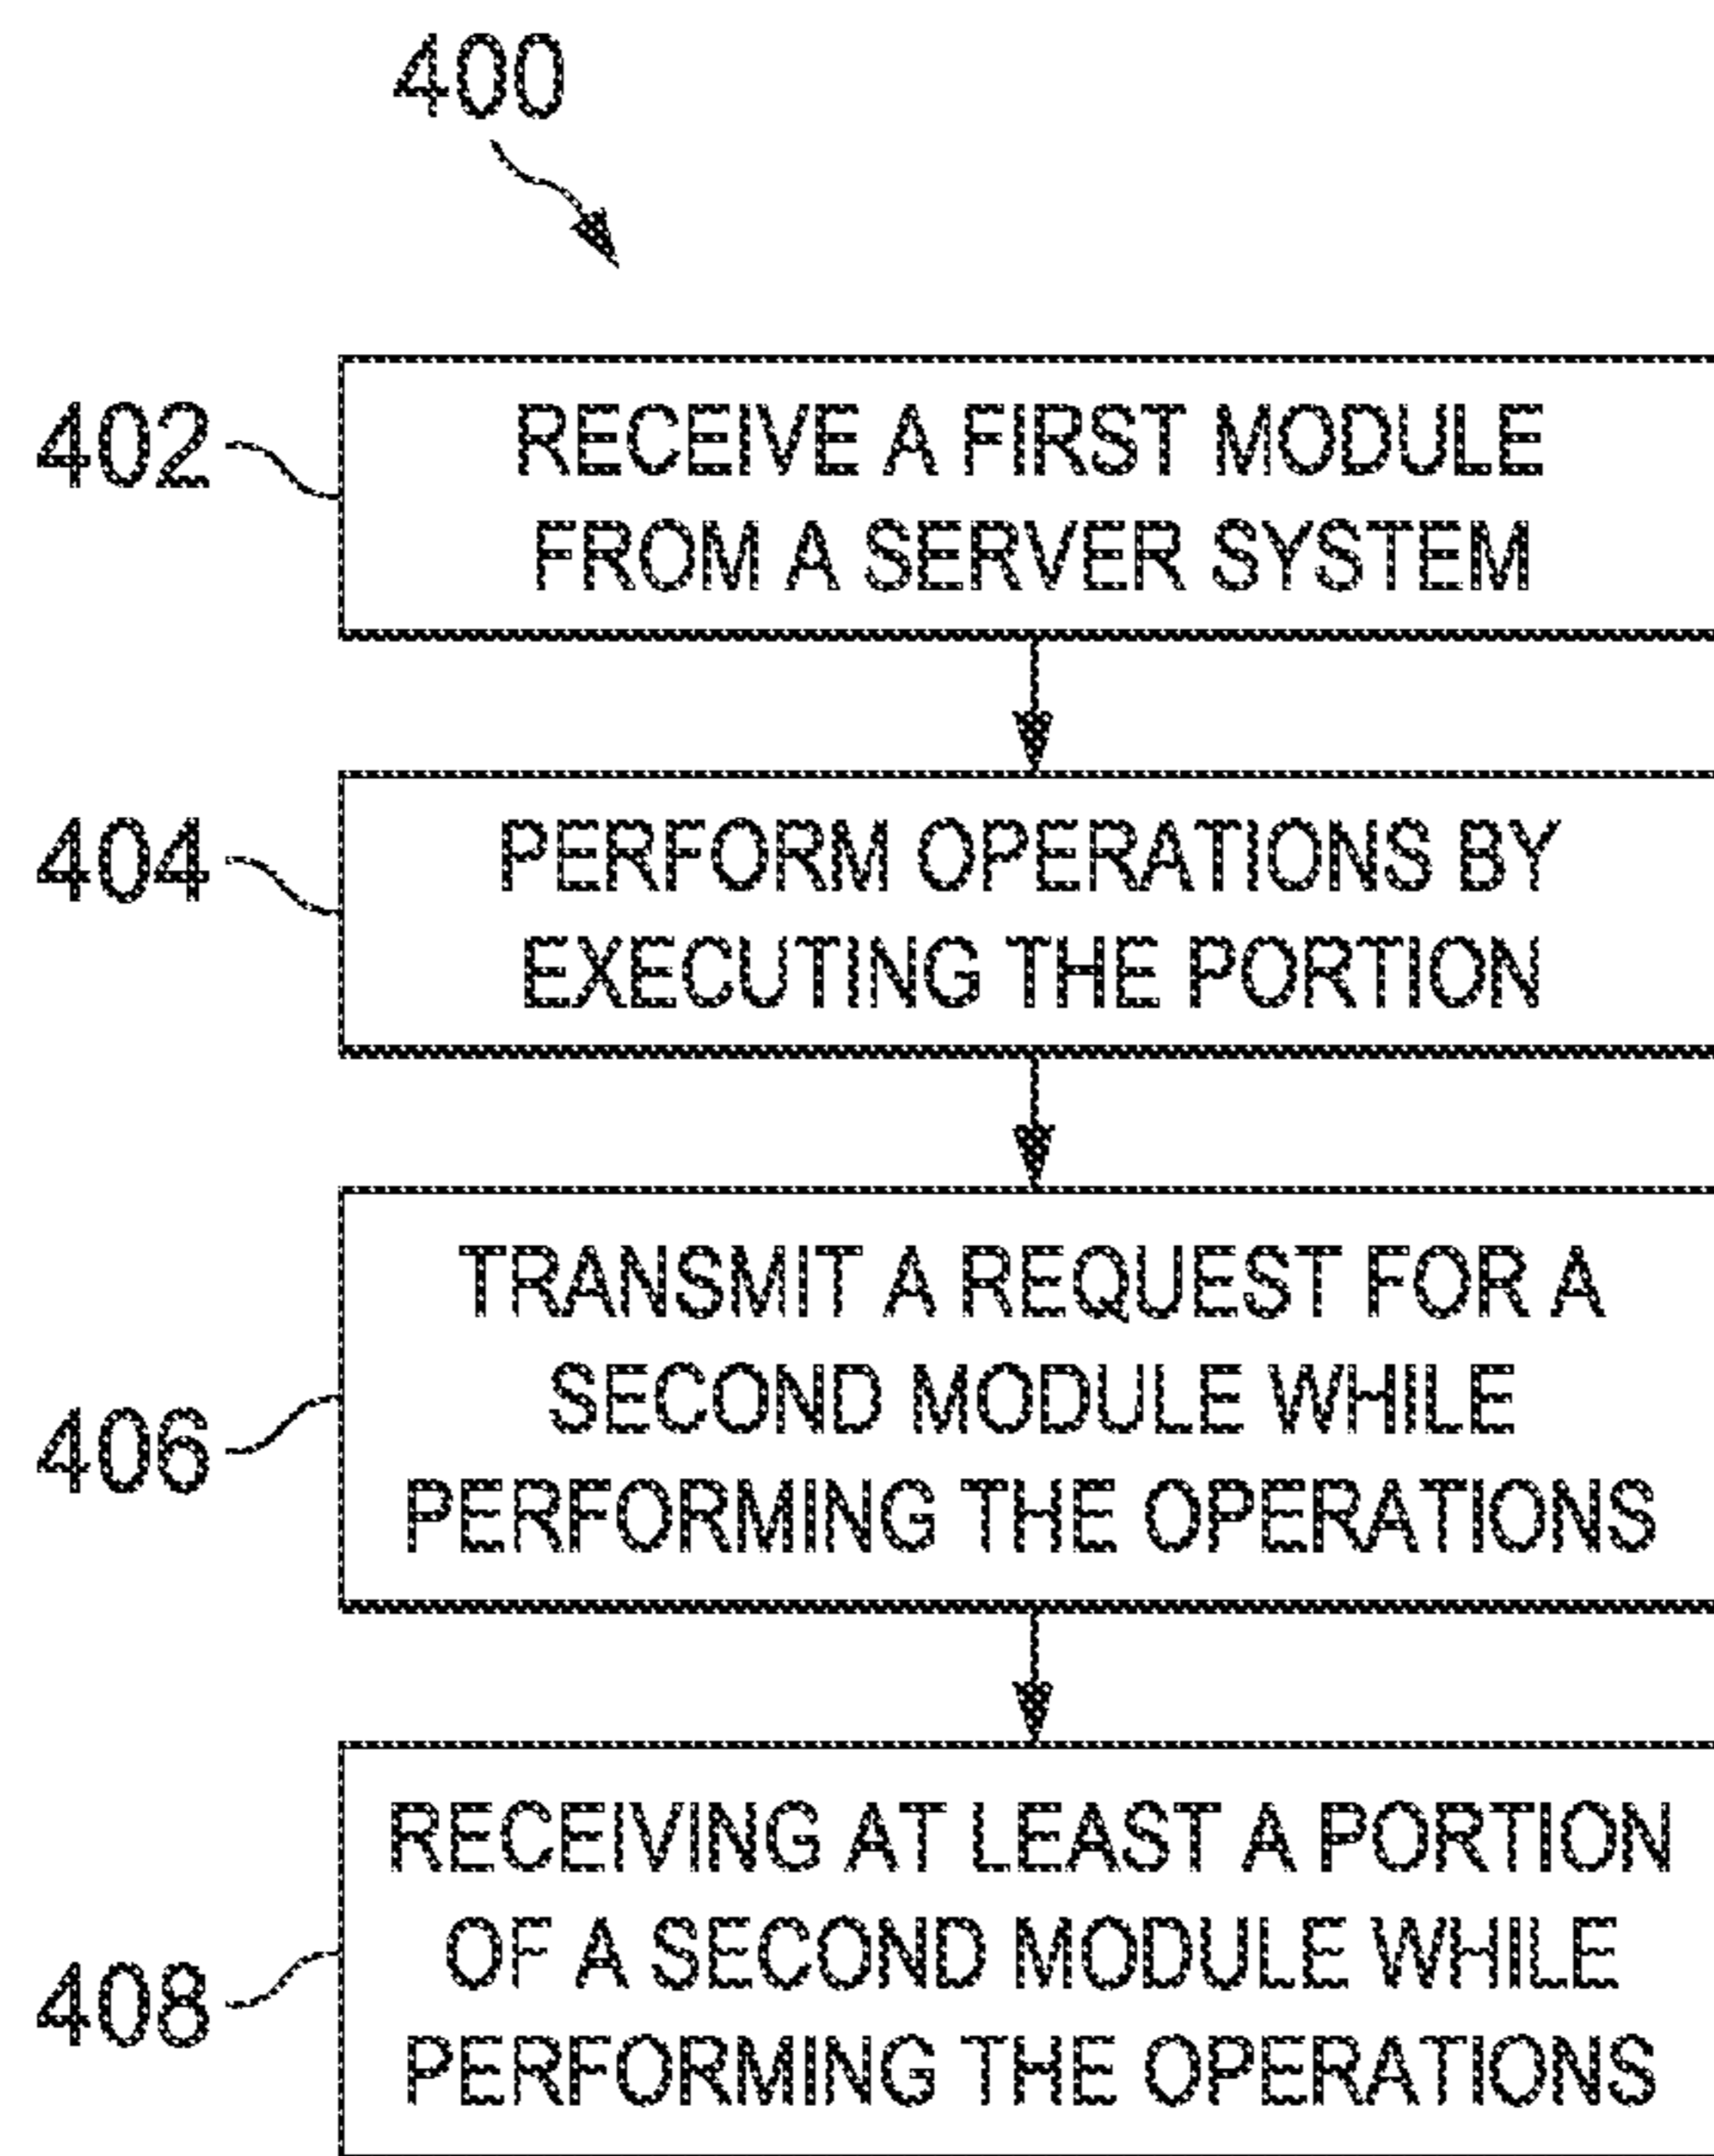 400
402
RECEIVE A FIRST MODULE
FROM A SERVER SYSTEM
404
PERFORM OPERATIONS BY
EXECUTING THE PORTION
406
TRANSMIT A REQUEST FOR A
SECOND MODULE WHILE
PERFORMING THE OPERATIONS
408
RECEIVING AT LEAST A PORTION
OF A SECOND MODULE WHILE
PERFORMING THE OPERATIONS